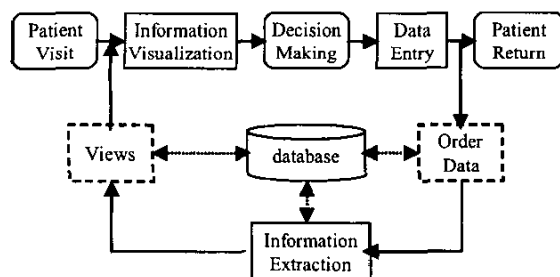 Patient
Visit
Information
Visualization
Decision
Making
Data
Entry
Patient
Return
Views
database
Order
Data
Information
Extraction